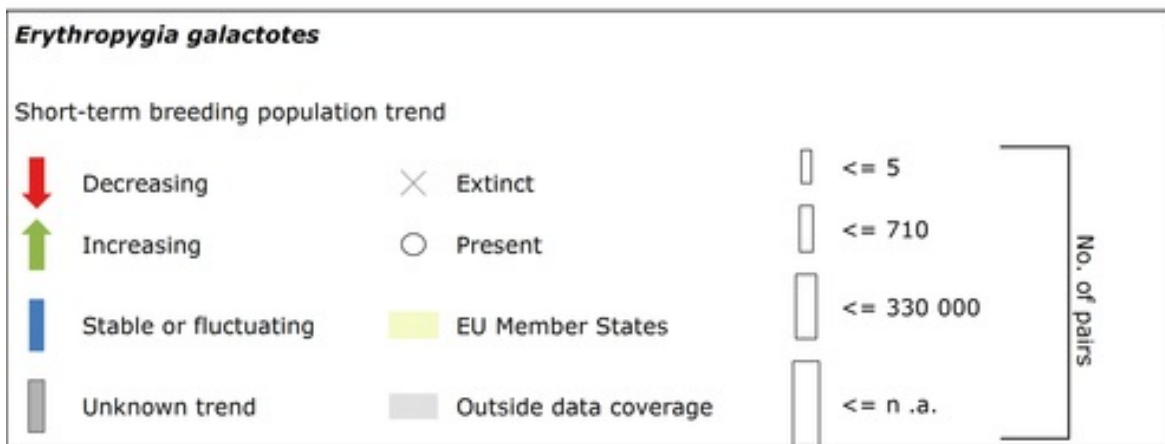 Erythropygia galactotes
Short-term breeding population trend
Decreasing
Extinct
<= 5
Increasing
Present
<= 710
Stable or fluctuating
EU Member States
<= 330 000
Unknown trend
Outside data coverage
<= n .a.
No. of pairs